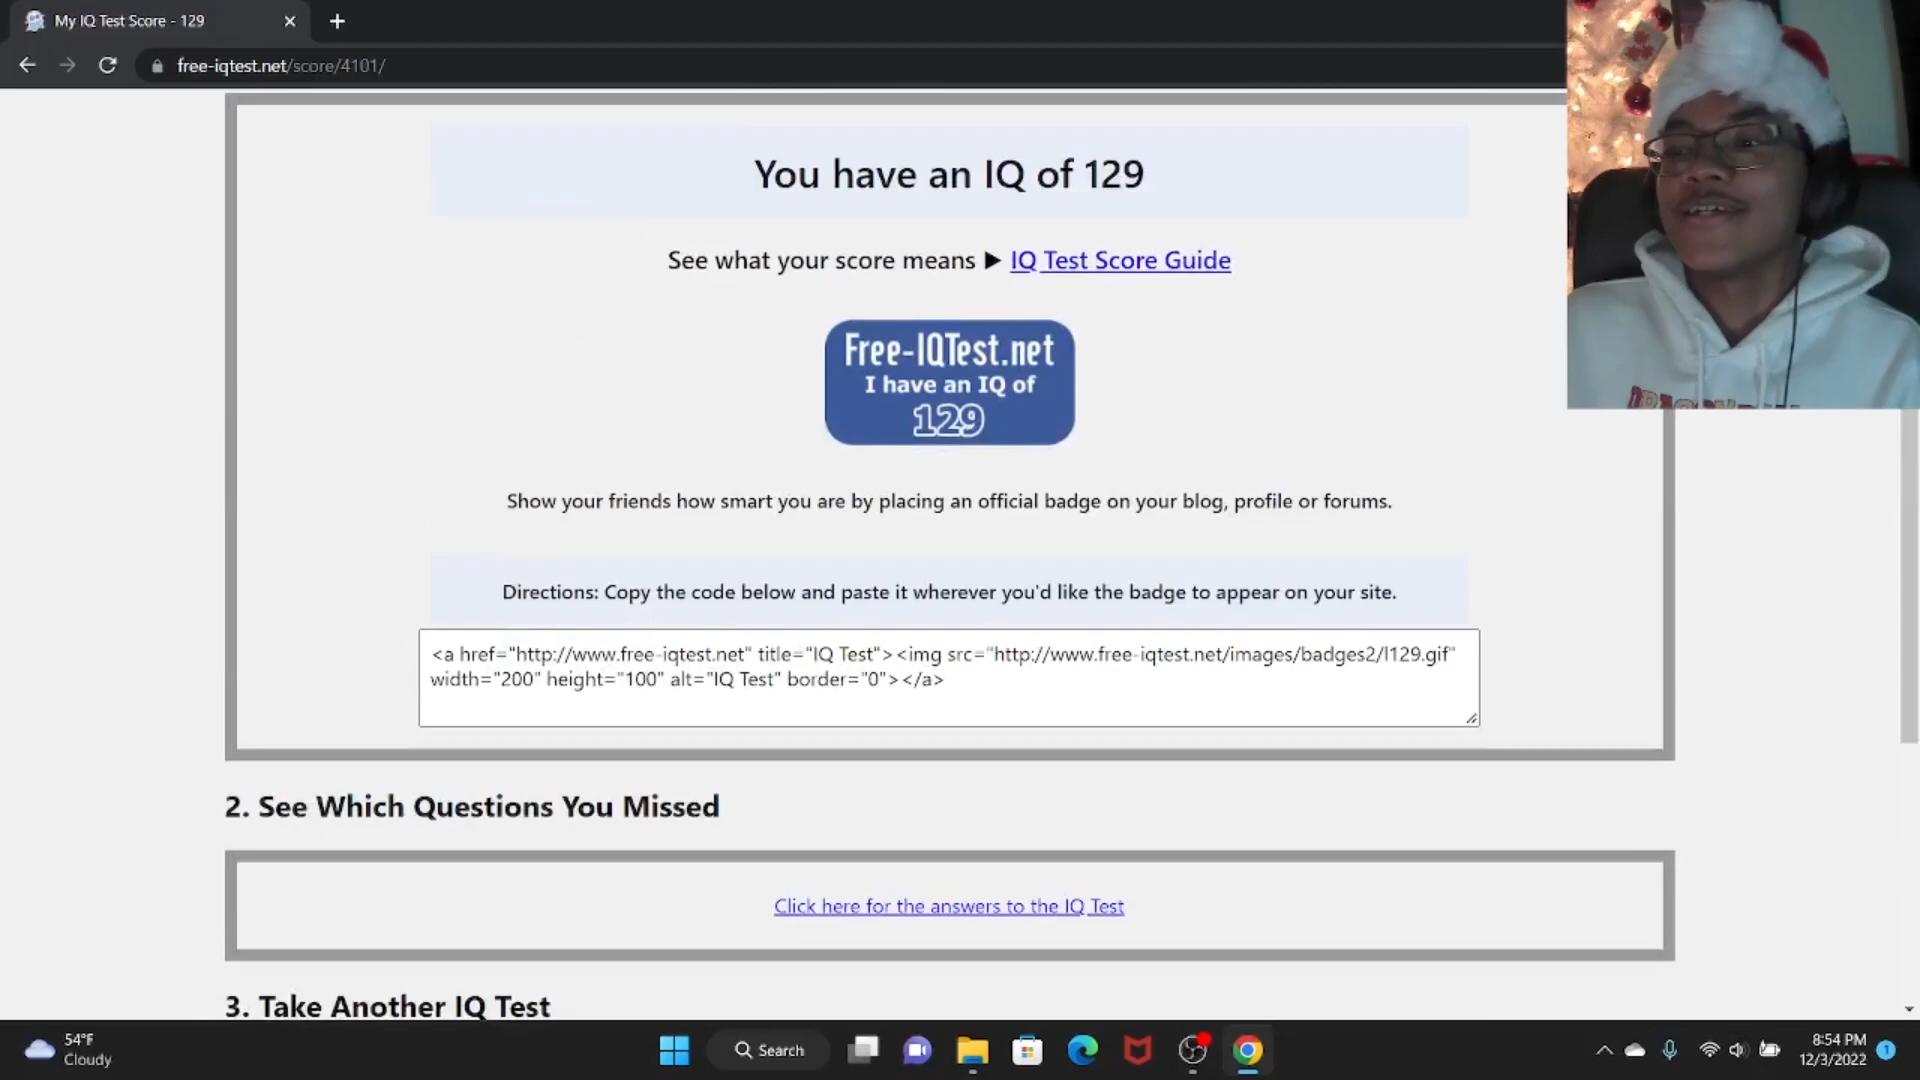 My IQ Test Score - 129
free-iqtest.net/score/4101/
You have an IQ of 129
See what your score means ► IQ Test Score Guide
Free-IQTest.net
I have an IQ of
129
Show your friends how smart you are by placing an official badge on your blog, profile or forums.
Directions: Copy the code below and paste it wherever you'd like the badge to appear on your site.
<a href="http://www.free-iqtest.net" title="IQ Test"><img src="http://www.free-iqtest.net/images/badges2/l129.gif"
width="200" height="100" alt="IQ Test" border="0"></a>
2. See Which Questions You Missed
Click here for the answers to the IQ Test
3. Take Another IQ Test
54°F
Cloudy
Search
8:54 PM
12/3/2022
1